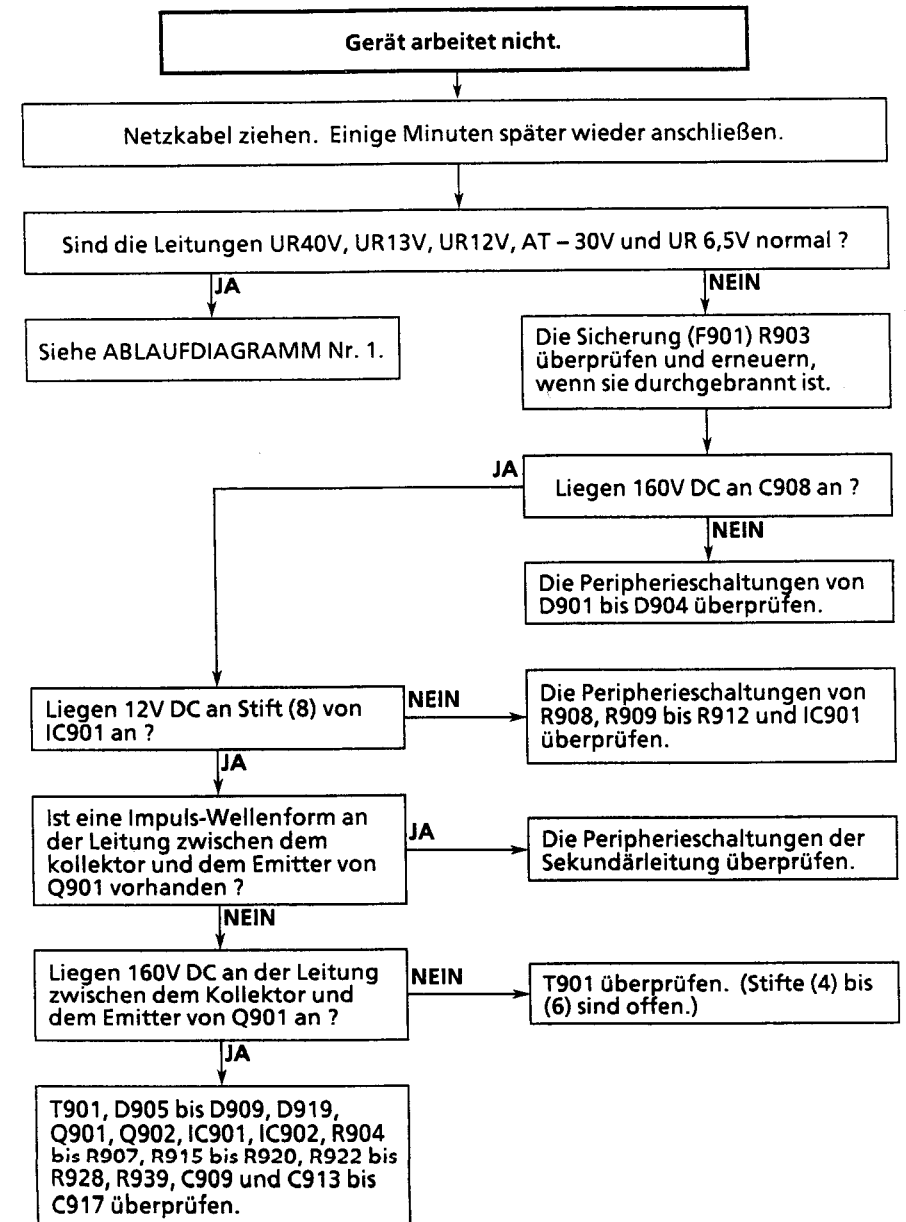 Gerät arbeitet nicht.
Netzkabel ziehen. Einige Minuten später wieder anschließen.
Sind die Leitungen UR40V, UR13V, UR12V, AT – 30V und UR 6,5V normal ?
JA
NEIN
Siehe ABLAUFDIAGRAMM Nr. 1.
Die Sicherung (F901) R903
überprüfen und erneuern,
wenn sie durchgebrannt ist.
JA
Liegen 160V DC an C908 an ?
NEIN
Die Peripherieschaltungen von
D901 bis D904 überprüfen.
Liegen 12V DC an Stift (8) von
IC901 an ?
NEIN
Die Peripherieschaltungen von
R908, R909 bis R912 und IC901
überprüfen.
JA
Ist eine Impuls-Wellenform an
der Leitung zwischen dem
kollektor und dem Emitter von
Q901 vorhanden ?
JA
Die Peripherieschaltungen der
Sekundärleitung überprüfen.
NEIN
Liegen 160V DC an der Leitung
zwischen dem Kollektor und
dem Emitter von Q901 an ?
NEIN
T901 überprüfen. (Stifte (4) bis
(6) sind offen.)
JA
T901, D905 bis D909, D919,
Q901, Q902, IC901, IC902, R904
bis R907, R915 bis R920, R922 bis
R928, R939, C909 und C913 bis
C917 überprüfen.